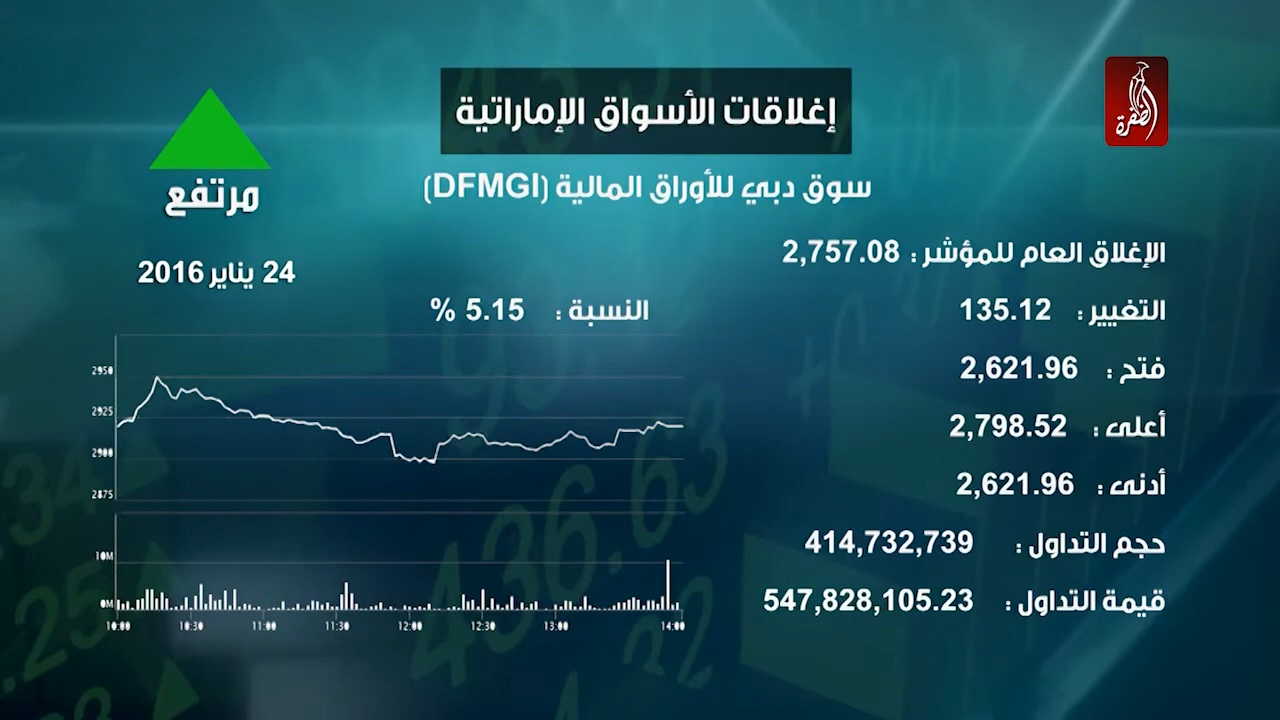 إغلاقات الأسواق الإماراتية
الظفرة
سوق دبي للأوراق المالية (DFMGI)
مرتفع
24 يناير 2016
الإغلاق العام للمؤشر : 2,757.08
التغيير : 135.12
النسبة : 5.15 %
فتح : 2,621.96
أعلى : 2,798.52
أدنى : 2,621.96
حجم التداول : 414,732,739
قيمة التداول : 547,828,105.23
2950
2925
2900
2875
10M
0M
10:00 10:30 11:00 11:30 12:00 12:30 13:00 14:00